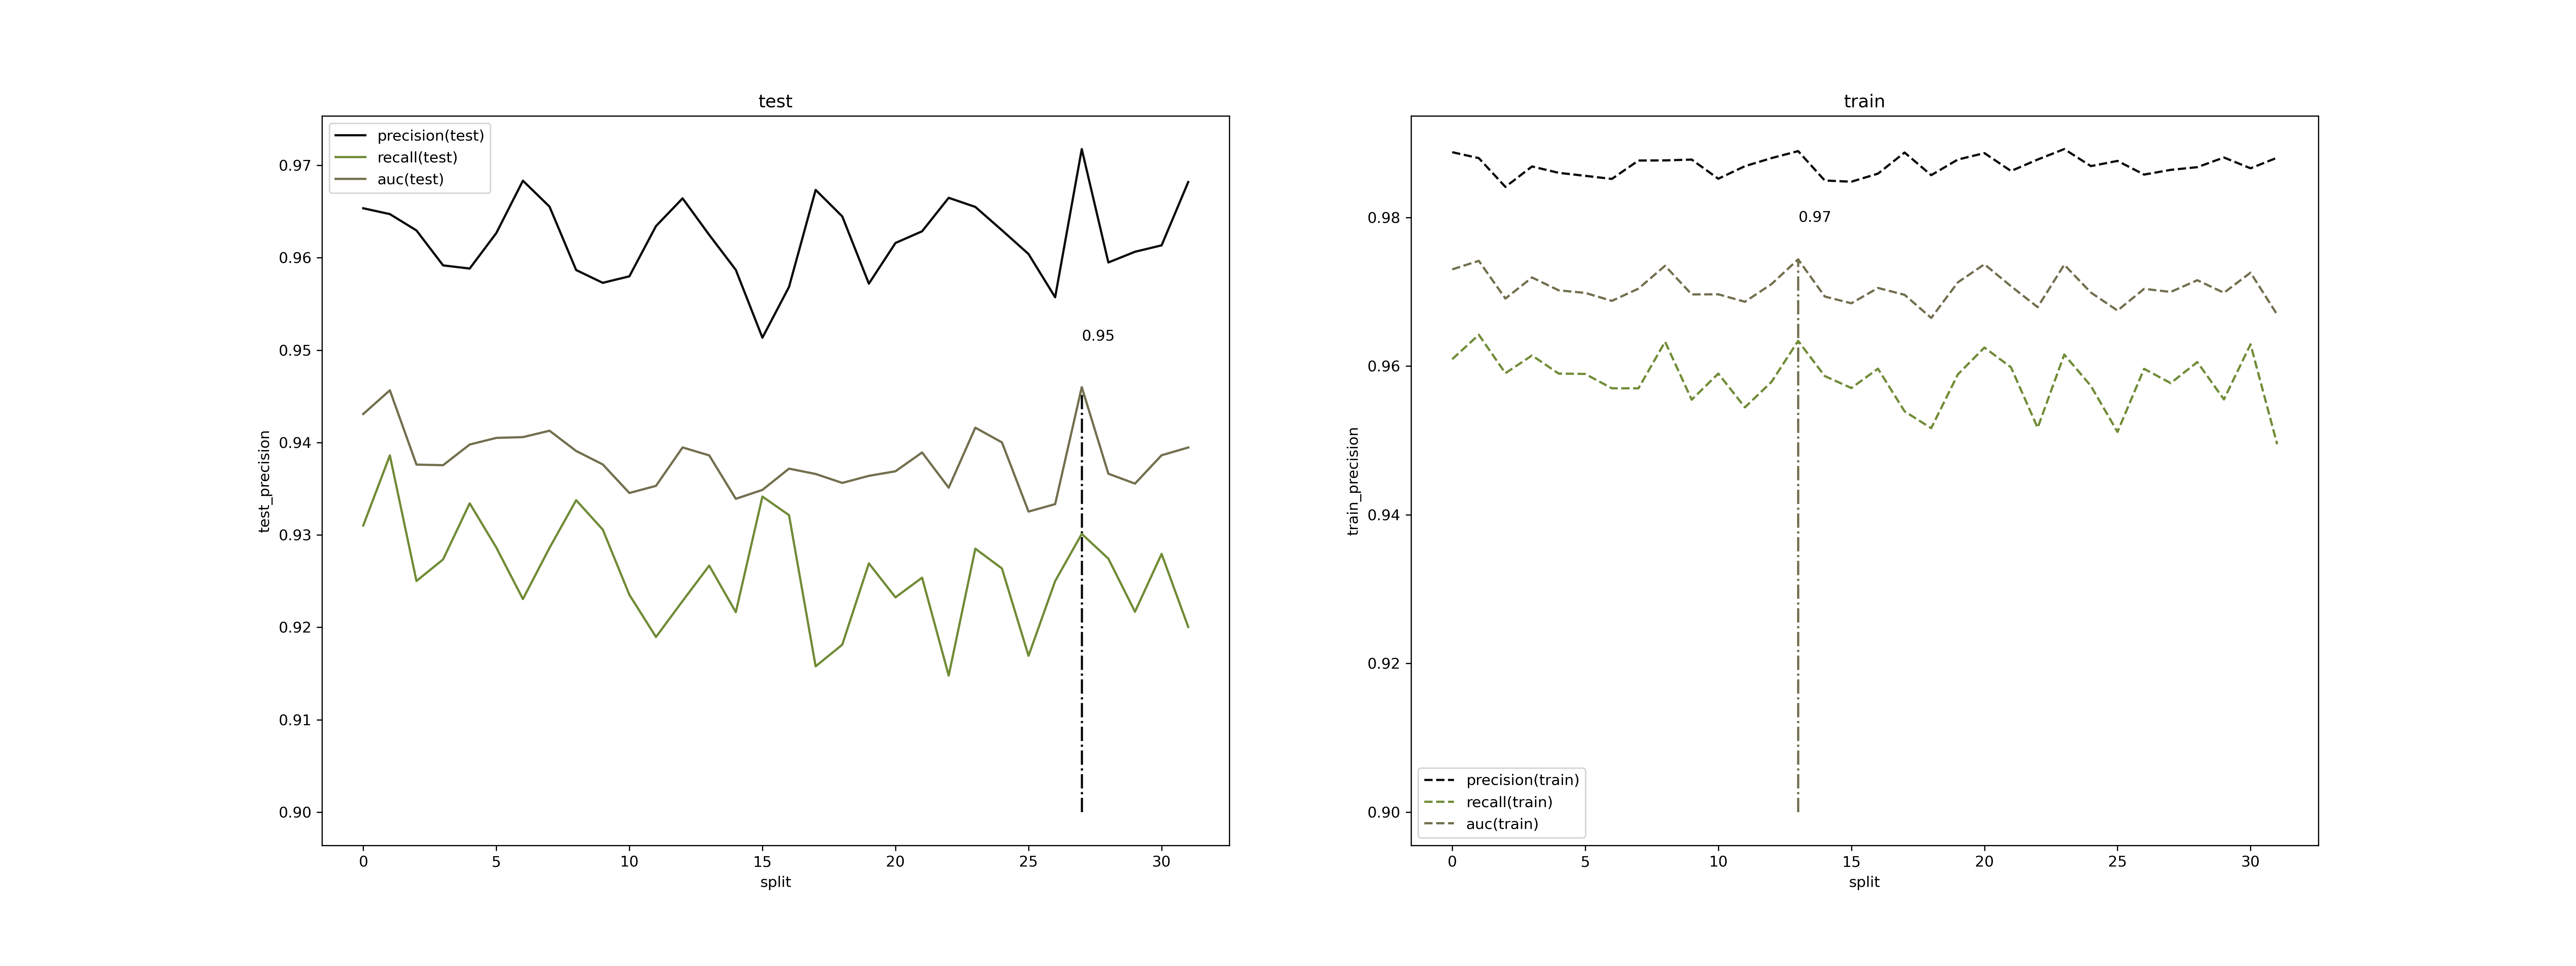 test
precision(test)
recall(test)
auc(test)
0.97
0.96
0.95
0.94
0.93
0.92
0.91
0.90
test_precision
0.95
0 5 10 15 20 25 30
split
train
0.98
0.96
0.94
0.92
0.90
train_precision
0.97
precision(train)
recall(train)
auc(train)
0 5 10 15 20 25 30
split